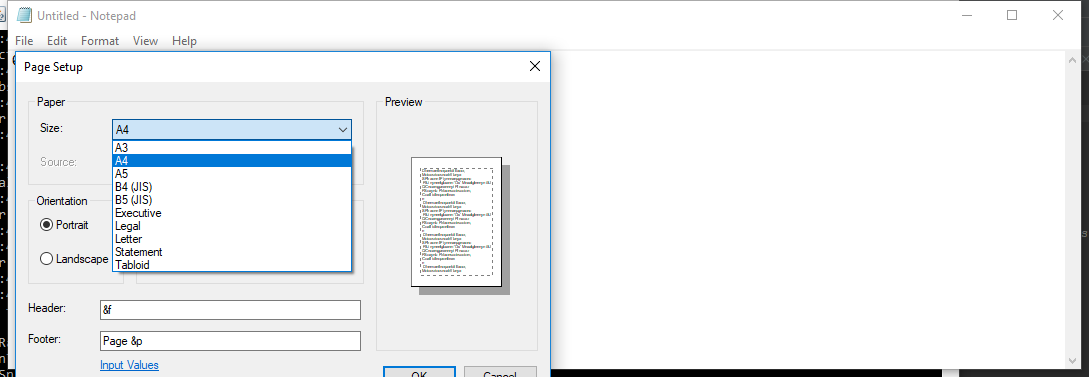 Untitled - Notepad
File Edit Format View Help
Page Setup
Paper
Size: A4
A3
A4
A5
B4 (JIS)
B5 (JIS)
Executive
Legal
Letter
Statement
Tabloid
Source:
Orientation
Portrait
Landscape
Preview
Header: &f
Footer: Page &p
Input Values
OK Cancel